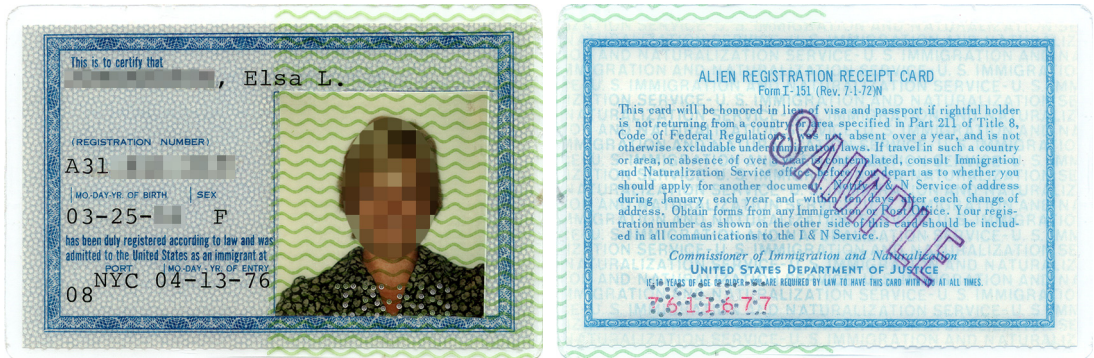 This is to certify that
, Elsa L.
(REGISTRATION NUMBER)
A31
MO-DAY-YR. OF BIRTH SEX
03-25- F
has been duly registered according to law and was
admitted to the United States as an immigrant at
PORT MO-DAY-YR. OF ENTRY
08 NYC 04-13-76
ALIEN REGISTRATION RECEIPT CARD
Form I-151 (Rev. 7-1-72)N
This card will be honored in lieu of visa and passport if rightful holder
is not returning from a country or area specified in Part 211 of Title 8,
Code of Federal Regulations, was not absent over a year, and is not
otherwise excludable under immigration laws. If travel in such a country
or area, or absence of over a year is contemplated, consult Immigration
and Naturalization Service office before you depart as to whether you
should apply for another document. Notify I & N Service of address
during January each year and within days after each change of
address. Obtain forms from any Immigration or Post Office. Your regis-
tration number as shown on the other side of this card should be includ-
ed in all communications to the I & N Service.
Commissioner of Immigration and Naturalization
UNITED STATES DEPARTMENT OF JUSTICE
IF 18 YEARS OF AGE OR OLDER, YOU ARE REQUIRED BY LAW TO HAVE THIS CARD WITH YOU AT ALL TIMES.
7611677
SAMPLE